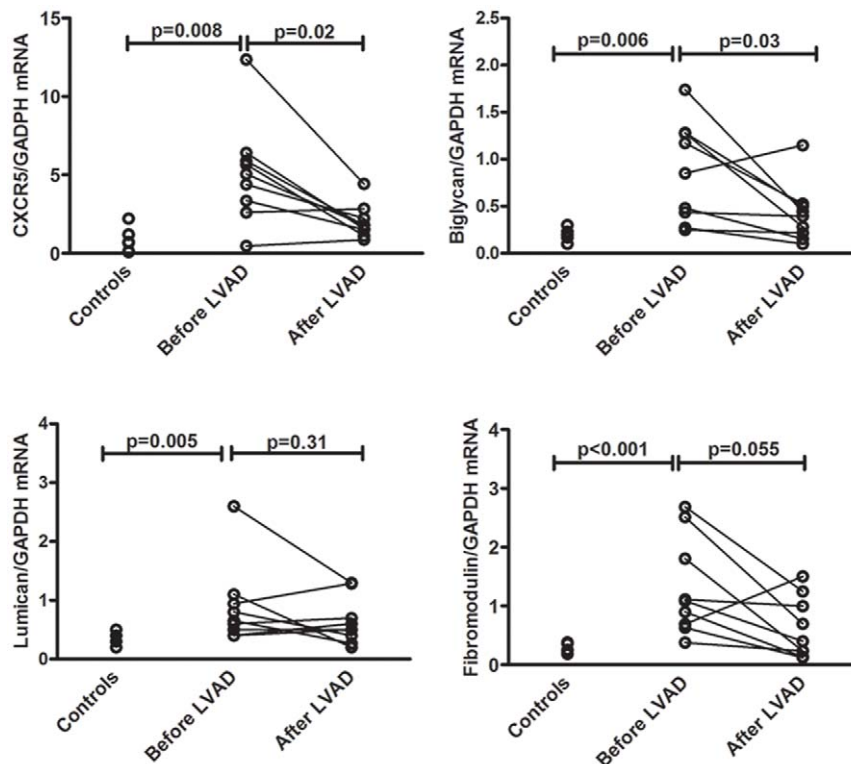 p=0.008 p=0.02
CXCR5/GADPH mRNA
15
10
5
0
Controls
Before LVAD
After LVAD
p=0.006 p=0.03
Biglycan/GAPDH mRNA
2.5
2.0
1.5
1.0
0.5
0.0
Controls
Before LVAD
After LVAD
p=0.005 p=0.31
Lumican/GAPDH mRNA
4
3
2
1
0
Controls
Before LVAD
After LVAD
p<0.001 p=0.055
Fibromodulin/GAPDH mRNA
4
3
2
1
0
Controls
Before LVAD
After LVAD